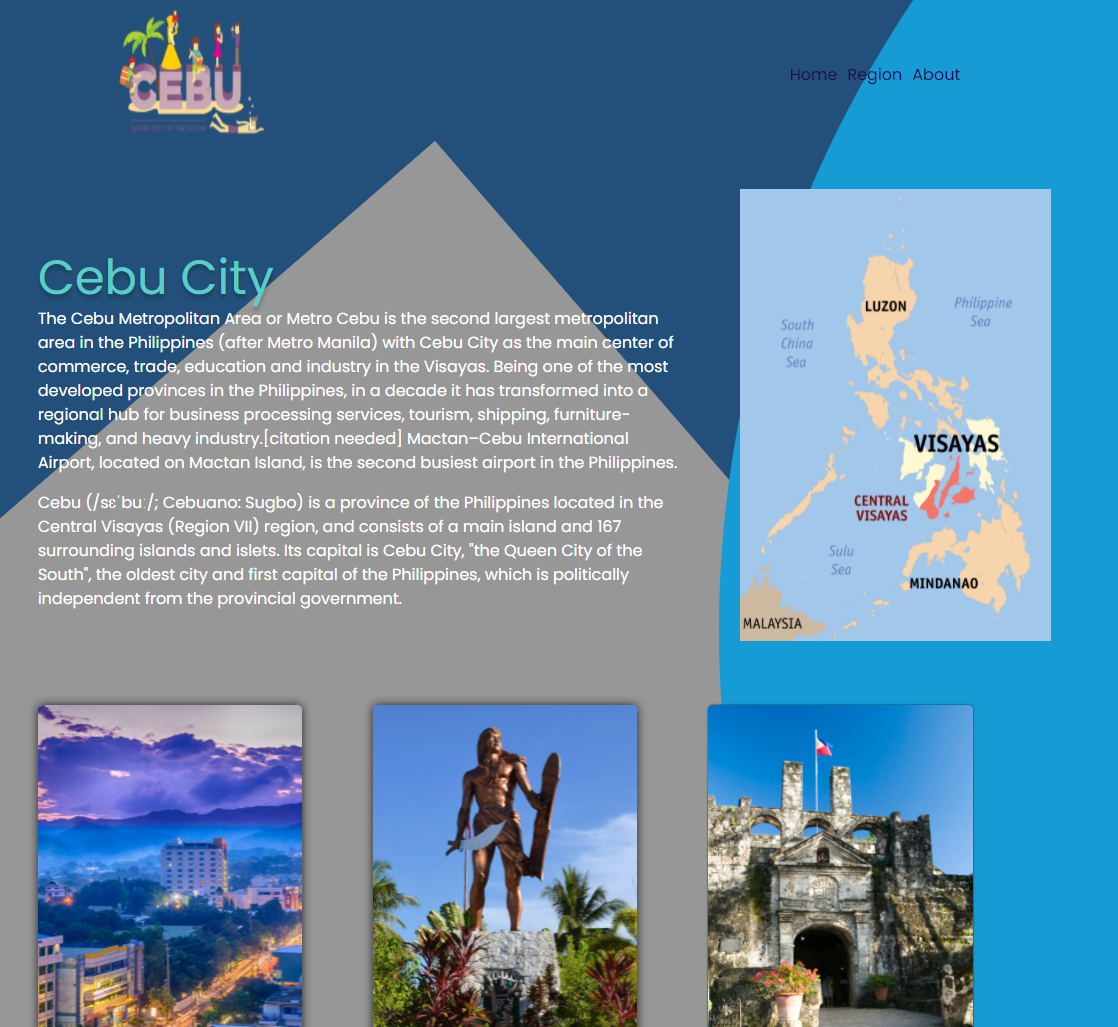 CEBU
QUEEN CITY OF THE SOUTH
Home Region About
Cebu City
The Cebu Metropolitan Area or Metro Cebu is the second largest metropolitan
area in the Philippines (after Metro Manila) with Cebu City as the main center of
commerce, trade, education and industry in the Visayas. Being one of the most
developed provinces in the Philippines, in a decade it has transformed into a
regional hub for business processing services, tourism, shipping, furniture-
making, and heavy industry.[citation needed] Mactan–Cebu International
Airport, located on Mactan Island, is the second busiest airport in the Philippines.
Cebu (/sɛˈbuː/; Cebuano: Sugbo) is a province of the Philippines located in the
Central Visayas (Region VII) region, and consists of a main island and 167
surrounding islands and islets. Its capital is Cebu City, "the Queen City of the
South", the oldest city and first capital of the Philippines, which is politically
independent from the provincial government.
LUZON
Philippine
Sea
South
China
Sea
VISAYAS
CENTRAL
VISAYAS
Sulu
Sea
MINDANAO
MALAYSIA